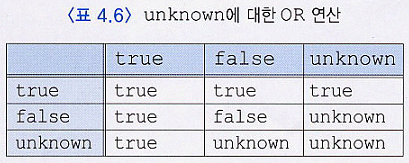 〈표 4.6〉 unknown에 대한 OR 연산
true false unknown
true true true true
false true false unknown
unknown true unknown unknown